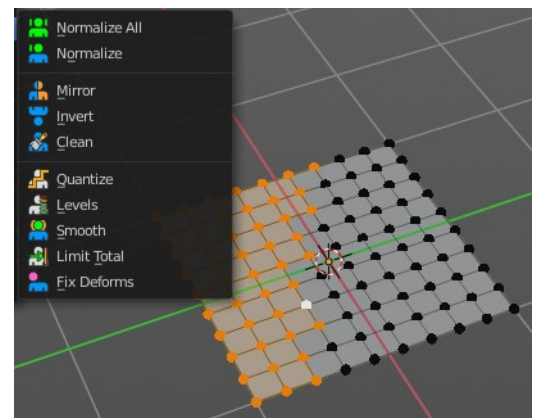 Normalize All
Normalize
Mirror
Invert
Clean
Quantize
Levels
Smooth
Limit Total
Fix Deforms